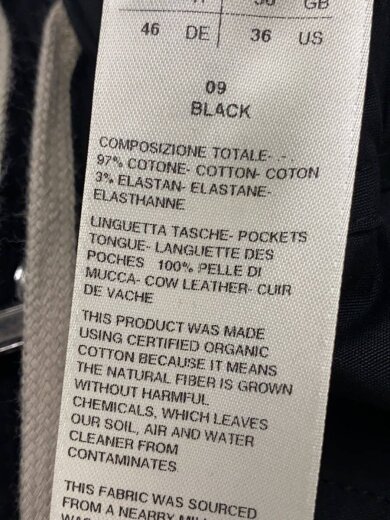 GB
46 DE 36 US
09
BLACK
COMPOSIZIONE TOTALE- .- .
97% COTONE- COTTON- COTON
3% ELASTAN- ELASTANE-
ELASTHANNE
LINGUETTA TASCHE- POCKETS
TONGUE- LANGUETTE DES
POCHES 100% PELLE DI
MUCCA- COW LEATHER- CUIR
DE VACHE
THIS PRODUCT WAS MADE
USING CERTIFIED ORGANIC
COTTON BECAUSE IT MEANS
THE NATURAL FIBER IS GROWN
WITHOUT HARMFUL
CHEMICALS, WHICH LEAVES
OUR SOIL, AIR AND WATER
CLEANER FROM
CONTAMINATES
THIS FABRIC WAS SOURCED
FROM A NEARBY